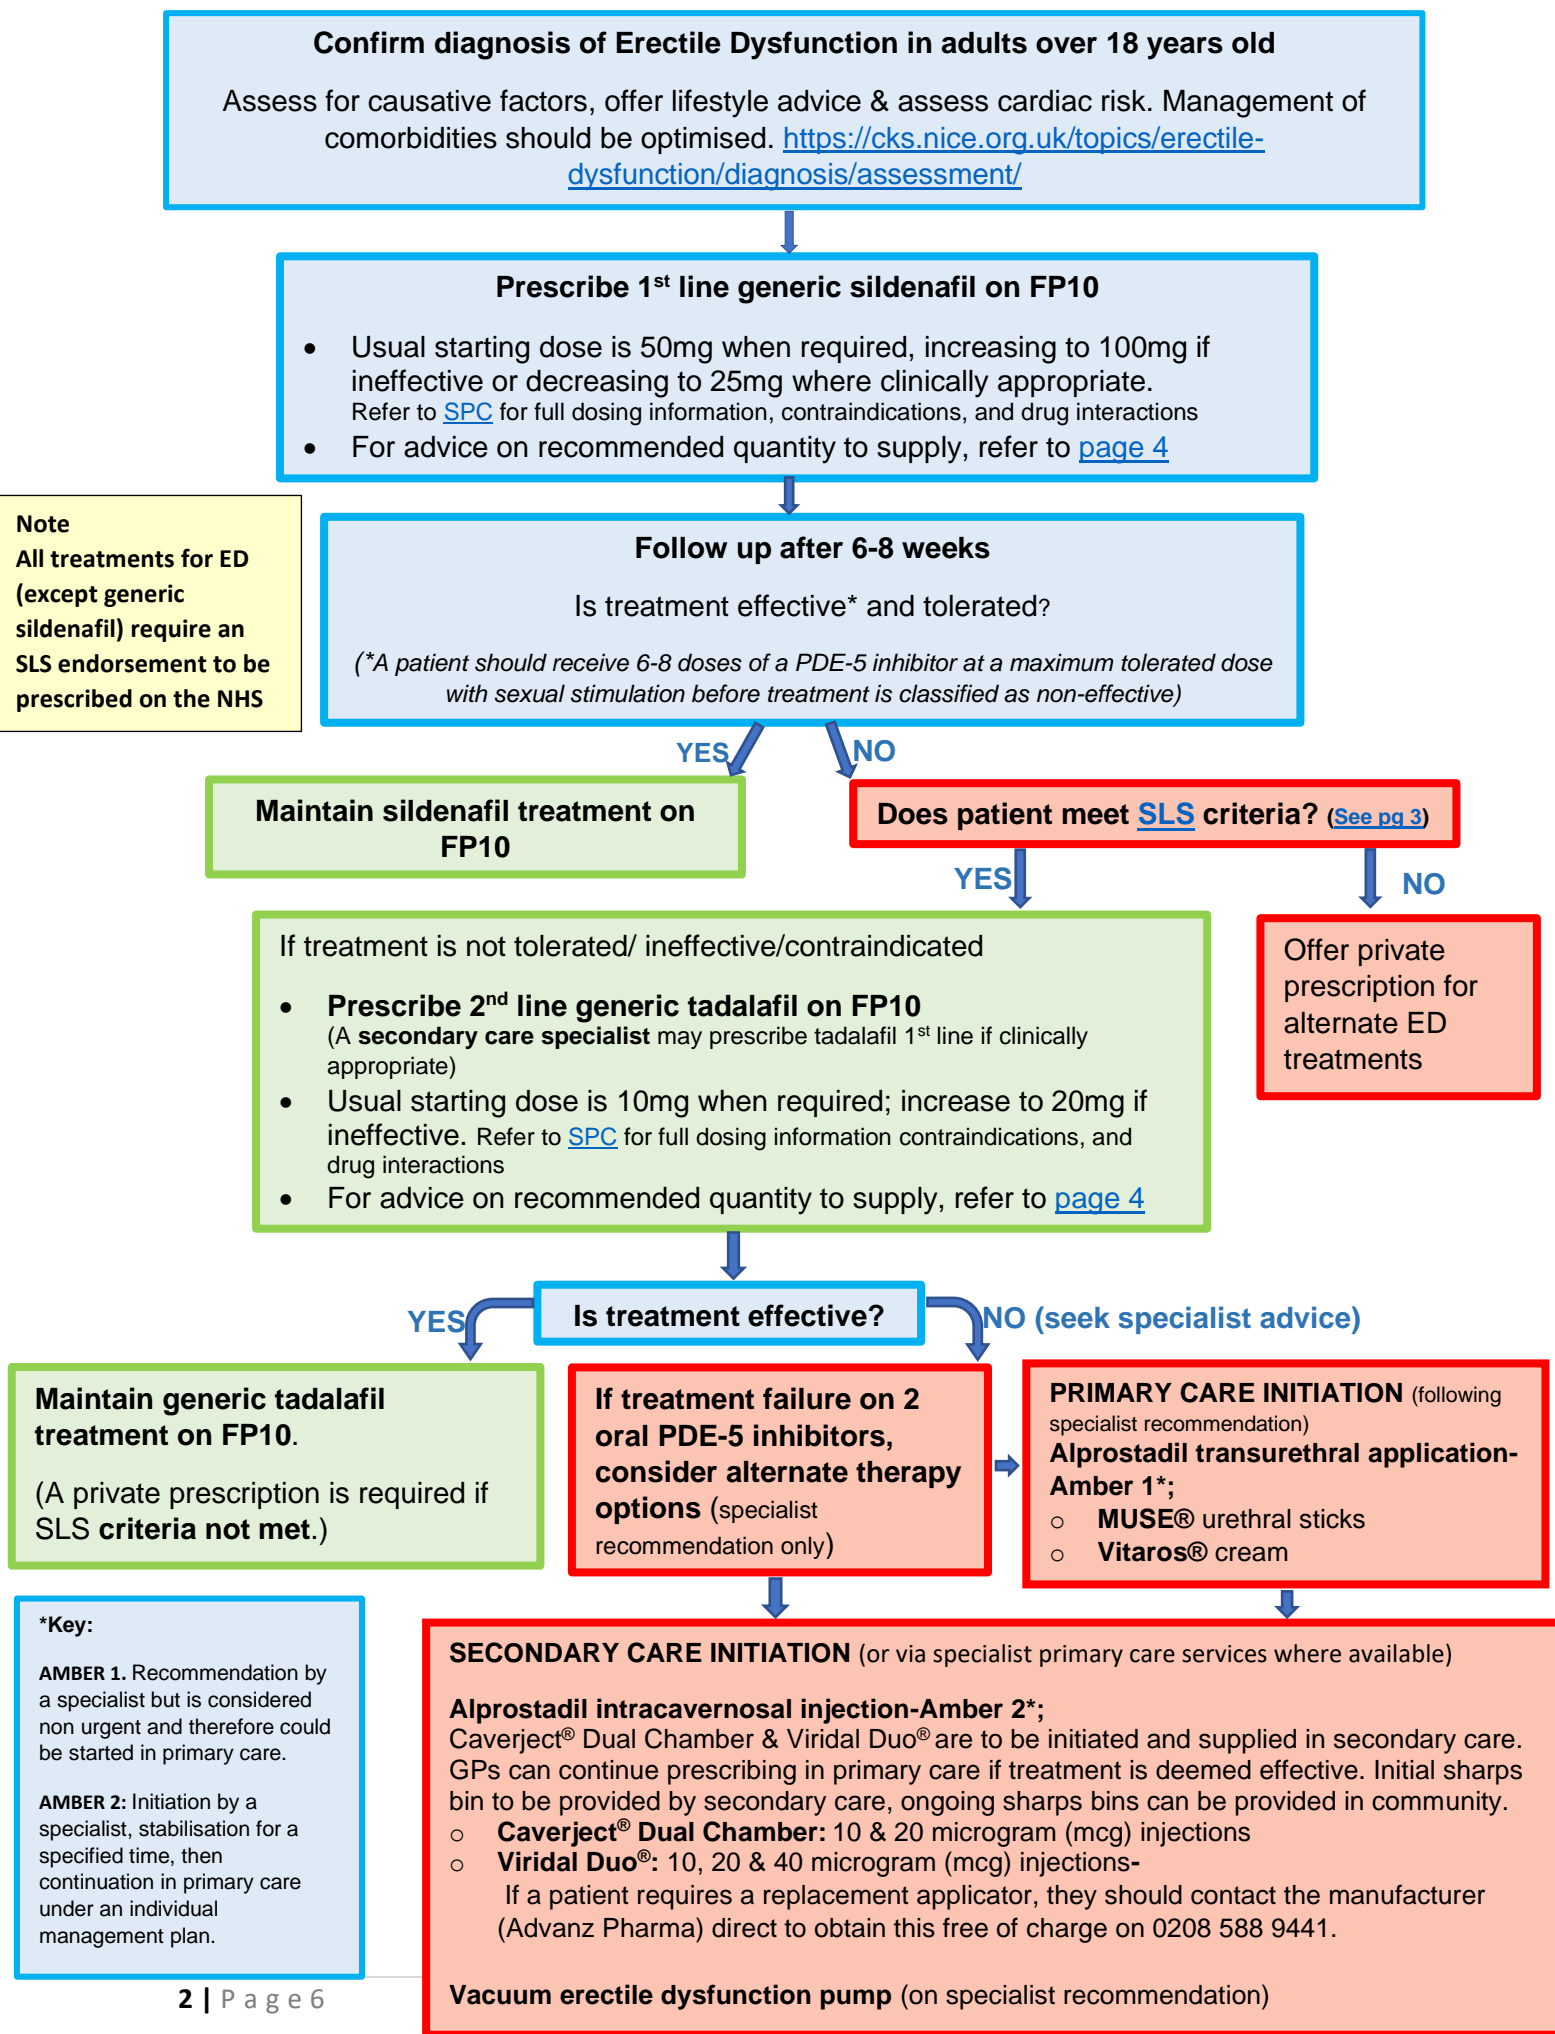 Confirm diagnosis of Erectile Dysfunction in adults over 18 years old
Assess for causative factors, offer lifestyle advice & assess cardiac risk. Management of
comorbidities should be optimised. https://cks.nice.org.uk/topics/erectile-
dysfunction/diagnosis/assessment/
Prescribe 1st line generic sildenafil on FP10
• Usual starting dose is 50mg when required, increasing to 100mg if
ineffective or decreasing to 25mg where clinically appropriate.
Refer to SPC for full dosing information, contraindications, and drug interactions
• For advice on recommended quantity to supply, refer to page 4
Note
All treatments for ED
(except generic
sildenafil) require an
SLS endorsement to be
prescribed on the NHS
Follow up after 6-8 weeks
Is treatment effective* and tolerated?
(*A patient should receive 6-8 doses of a PDE-5 inhibitor at a maximum tolerated dose
with sexual stimulation before treatment is classified as non-effective)
YES
NO
Maintain sildenafil treatment on
FP10
Does patient meet SLS criteria? (See pg 3)
YES
NO
If treatment is not tolerated/ ineffective/contraindicated
• Prescribe 2nd line generic tadalafil on FP10
(A secondary care specialist may prescribe tadalafil 1st line if clinically
appropriate)
• Usual starting dose is 10mg when required; increase to 20mg if
ineffective. Refer to SPC for full dosing information contraindications, and
drug interactions
• For advice on recommended quantity to supply, refer to page 4
Offer private
prescription for
alternate ED
treatments
Is treatment effective?
YES
NO (seek specialist advice)
Maintain generic tadalafil
treatment on FP10.
(A private prescription is required if
SLS criteria not met.)
If treatment failure on 2
oral PDE-5 inhibitors,
consider alternate therapy
options (specialist
recommendation only)
PRIMARY CARE INITIATION (following
specialist recommendation)
Alprostadil transurethral application-
Amber 1*;
o MUSE® urethral sticks
o Vitaros® cream
*Key:
AMBER 1. Recommendation by
a specialist but is considered
non urgent and therefore could
be started in primary care.
AMBER 2: Initiation by a
specialist, stabilisation for a
specified time, then
continuation in primary care
under an individual
management plan.
SECONDARY CARE INITIATION (or via specialist primary care services where available)
Alprostadil intracavernosal injection-Amber 2*;
Caverject® Dual Chamber & Viridal Duo® are to be initiated and supplied in secondary care.
GPs can continue prescribing in primary care if treatment is deemed effective. Initial sharps
bin to be provided by secondary care, ongoing sharps bins can be provided in community.
o Caverject® Dual Chamber: 10 & 20 microgram (mcg) injections
o Viridal Duo®: 10, 20 & 40 microgram (mcg) injections-
If a patient requires a replacement applicator, they should contact the manufacturer
(Advanz Pharma) direct to obtain this free of charge on 0208 588 9441.
Vacuum erectile dysfunction pump (on specialist recommendation)
2 | Page6